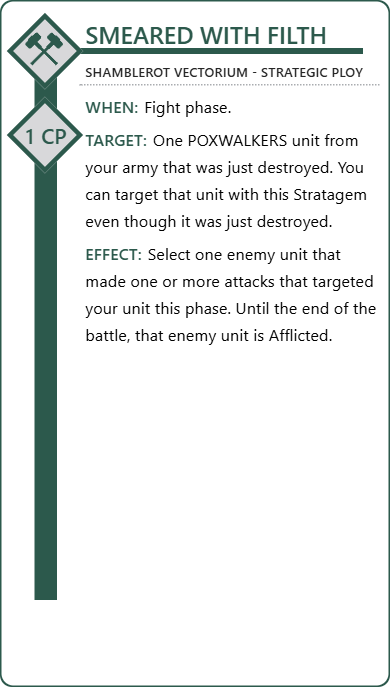 SMEARED WITH FILTH
SHAMBLEROT VECTORIUM - STRATEGIC PLOY
1 CP
WHEN: Fight phase.
TARGET: One POXWALKERS unit from
your army that was just destroyed. You
can target that unit with this Stratagem
even though it was just destroyed.
EFFECT: Select one enemy unit that
made one or more attacks that targeted
your unit this phase. Until the end of the
battle, that enemy unit is Afflicted.